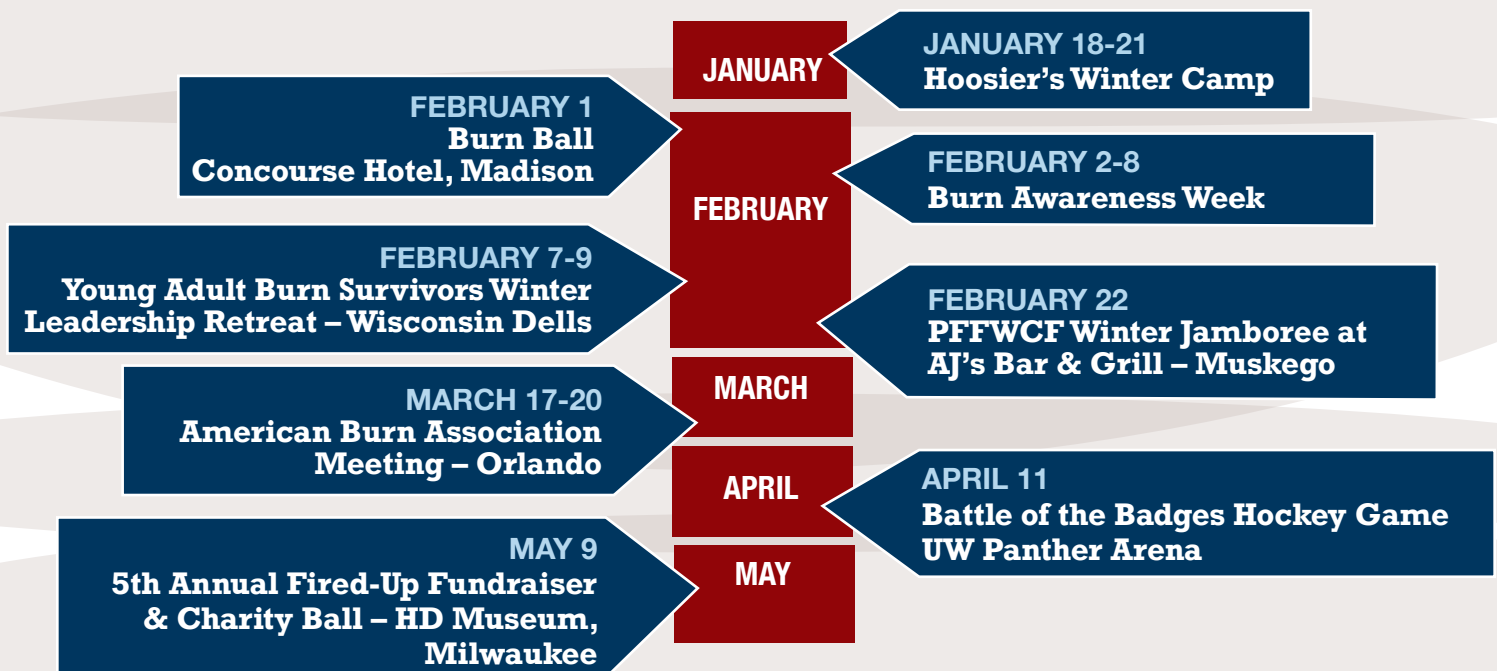 JANUARY
JANUARY 18-21
Hoosier's Winter Camp
FEBRUARY 1
Burn Ball
Concourse Hotel, Madison
FEBRUARY
FEBRUARY 2-8
Burn Awareness Week
FEBRUARY 7-9
Young Adult Burn Survivors Winter
Leadership Retreat – Wisconsin Dells
FEBRUARY 22
PFFWCF Winter Jamboree at
AJ's Bar & Grill – Muskego
MARCH
MARCH 17-20
American Burn Association
Meeting – Orlando
APRIL
APRIL 11
Battle of the Badges Hockey Game
UW Panther Arena
MAY
MAY 9
5th Annual Fired-Up Fundraiser
& Charity Ball – HD Museum,
Milwaukee